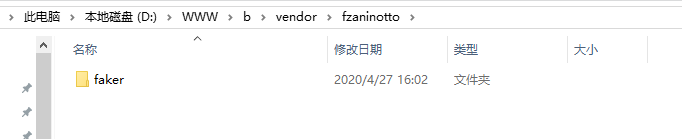 此电脑 > 本地磁盘 (D:) > WWW > b > vendor > fzaninotto >
名称 修改日期 类型 大小
faker 2020/4/27 16:02 文件夹